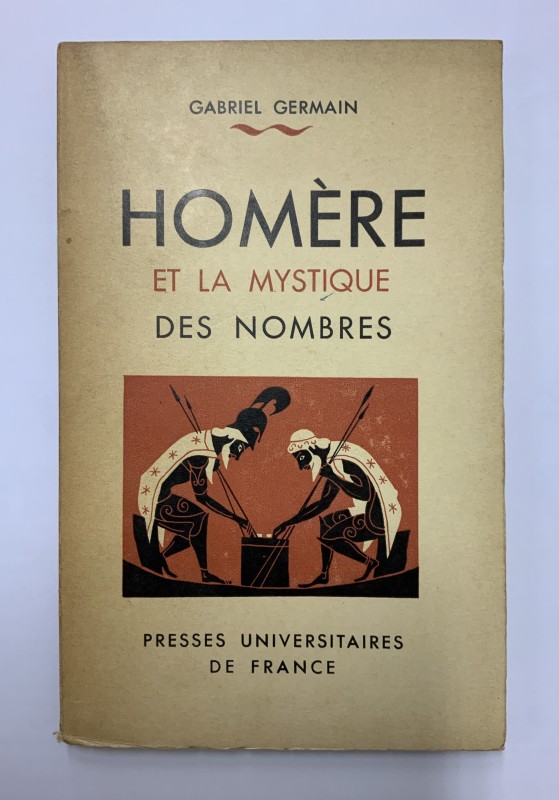 GABRIEL GERMAIN
HOMÈRE
ET LA MYSTIQUE
DES NOMBRES
PRESSES UNIVERSITAIRES
DE FRANCE